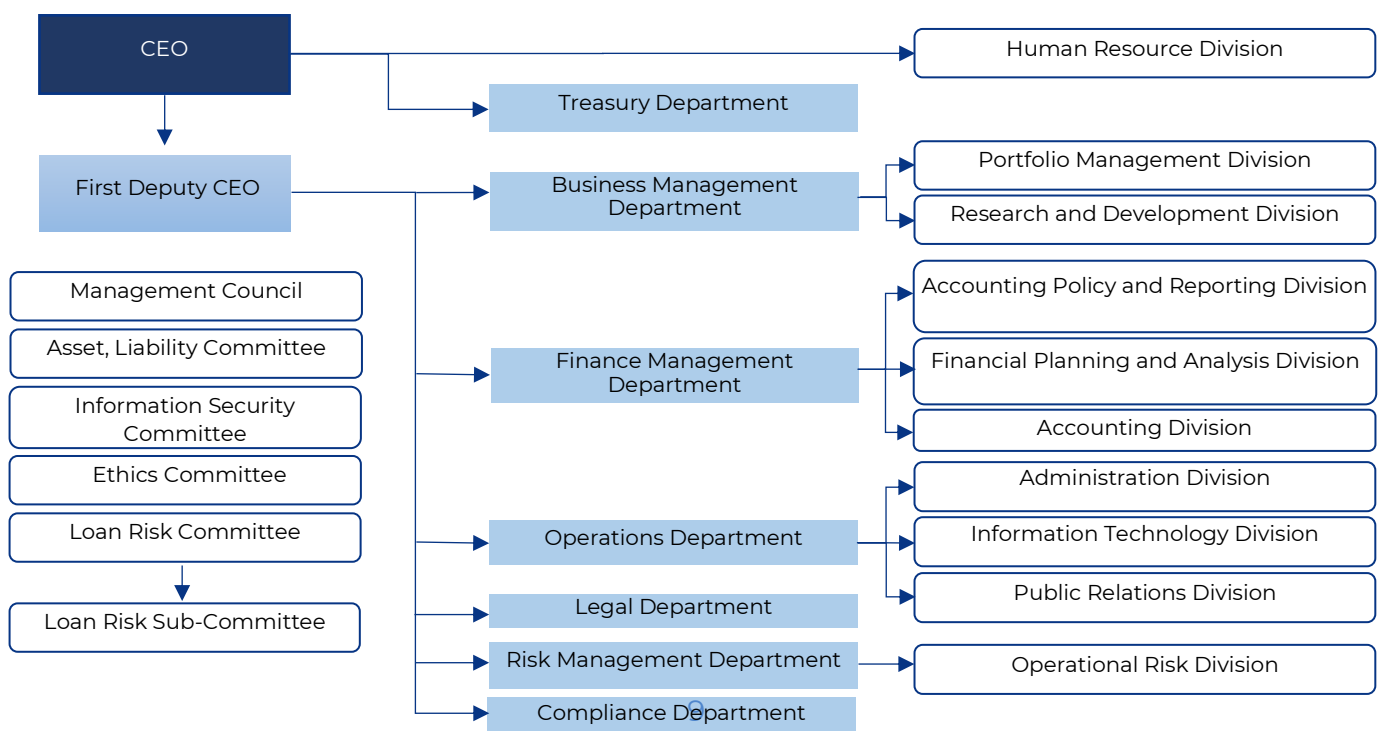 CEO
Human Resource Division
Treasury Department
First Deputy CEO
Business Management
Department
Portfolio Management Division
Research and Development Division
Management Council
Asset, Liability Committee
Information Security
Committee
Ethics Committee
Loan Risk Committee
Loan Risk Sub-Committee
Finance Management
Department
Accounting Policy and Reporting Division
Financial Planning and Analysis Division
Accounting Division
Operations Department
Administration Division
Information Technology Division
Public Relations Division
Legal Department
Risk Management Department
Operational Risk Division
Compliance Department
9